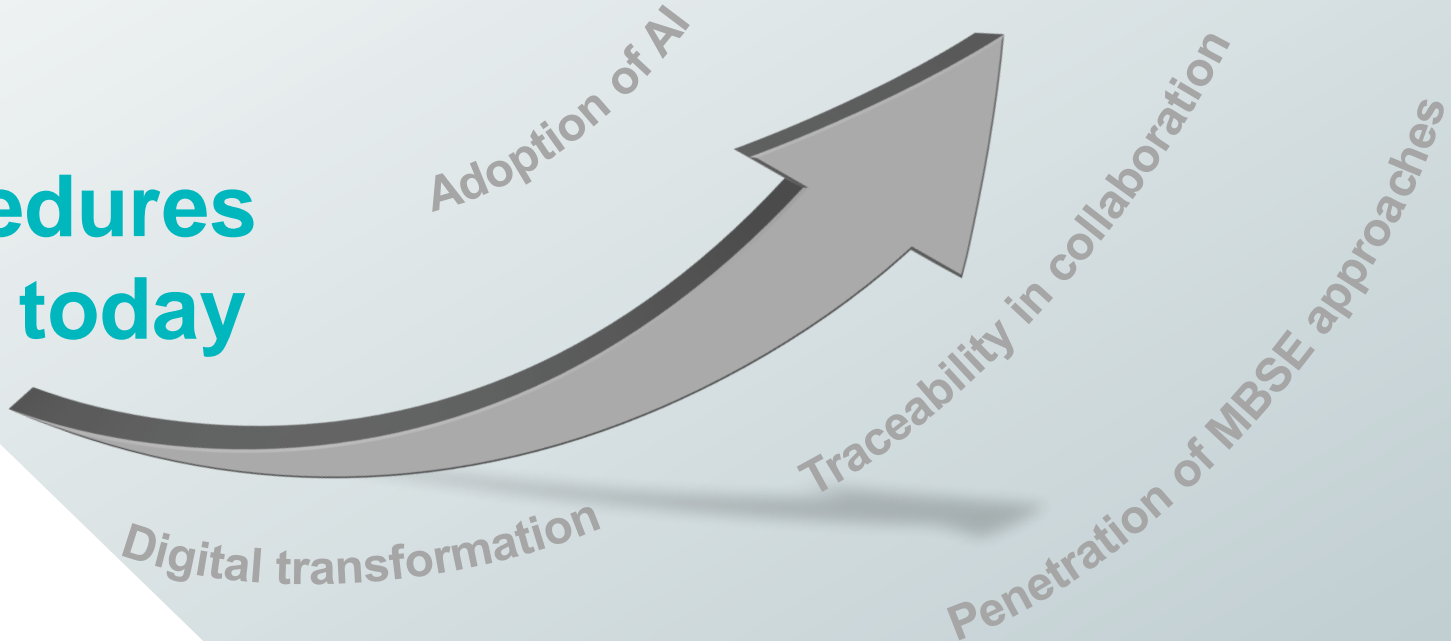 Adoption of AI
edures
today
Traceability in collaboration
Penetration of MBSE approaches
Digital transformation